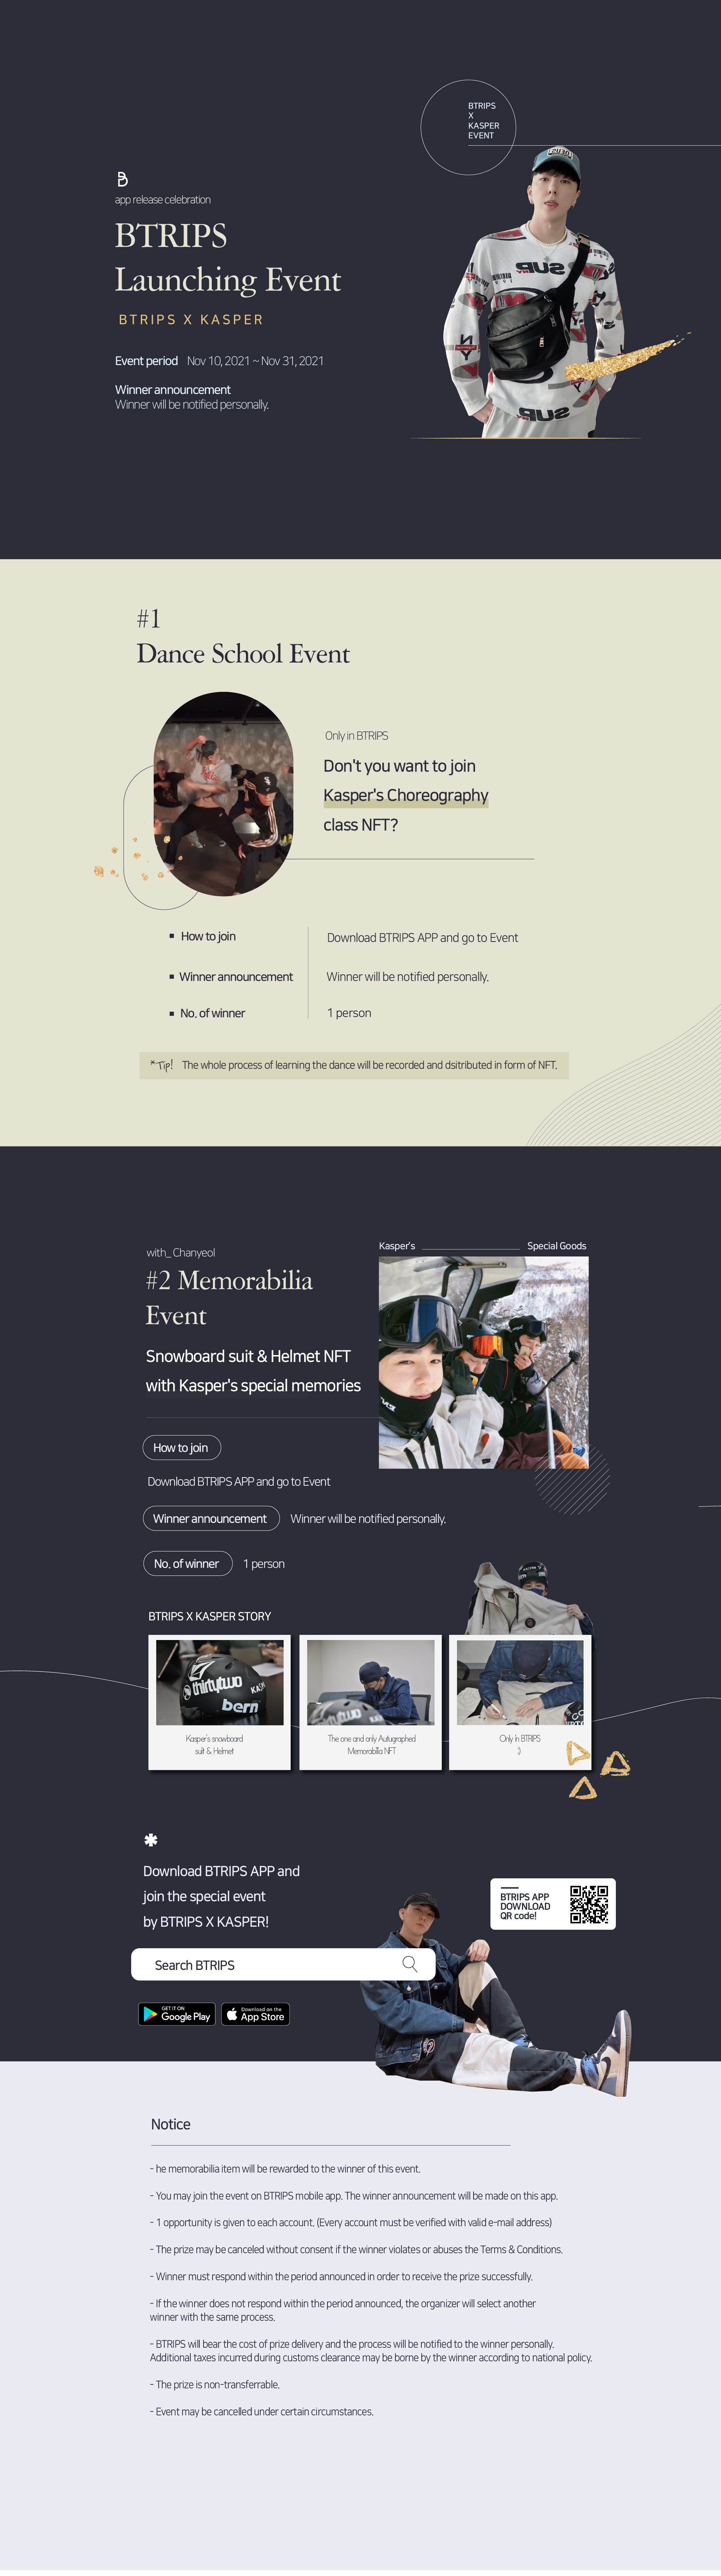 BTRIPS
X
KASPER
EVENT
B
app release celebration
BTRIPS
Launching Event
BTRIPS X KASPER
Event period Nov 10, 2021 ~ Nov 31, 2021
Winner announcement
Winner will be notified personally.
#1
Dance School Event
Only in BTRIPS
Don't you want to join
Kasper's Choreography
class NFT?
▪ How to join Download BTRIPS APP and go to Event
▪ Winner announcement Winner will be notified personally.
▪ No. of winner 1 person
*Tip! The whole process of learning the dance will be recorded and dsitributed in form of NFT.
with_ Chanyeol
#2 Memorabilia
Event
Kasper's Special Goods
Snowboard suit & Helmet NFT
with Kasper's special memories
How to join
Download BTRIPS APP and go to Event
Winner announcement Winner will be notified personally.
No. of winner 1 person
BTRIPS X KASPER STORY
thirtytwo
bern
Kasper's snowboard
suit & Helmet
The one and only Autugraphed
Memorabilla NFT
Only in BTRIPS
:)
Download BTRIPS APP and
join the special event
by BTRIPS X KASPER!
BTRIPS APP
DOWNLOAD
QR code!
Search BTRIPS
GET IT ON
Google Play
Download on the
App Store
Notice
- he memorabilia item will be rewarded to the winner of this event.
- You may join the event on BTRIPS mobile app. The winner announcement will be made on this app.
- 1 opportunity is given to each account. (Every account must be verified with valid e-mail address)
- The prize may be canceled without consent if the winner violates or abuses the Terms & Conditions.
- Winner must respond within the period announced in order to receive the prize successfully.
- If the winner does not respond within the period announced, the organizer will select another
winner with the same process.
- BTRIPS will bear the cost of prize delivery and the process will be notified to the winner personally.
Additional taxes incurred during customs clearance may be borne by the winner according to national policy.
- The prize is non-transferrable.
- Event may be cancelled under certain circumstances.